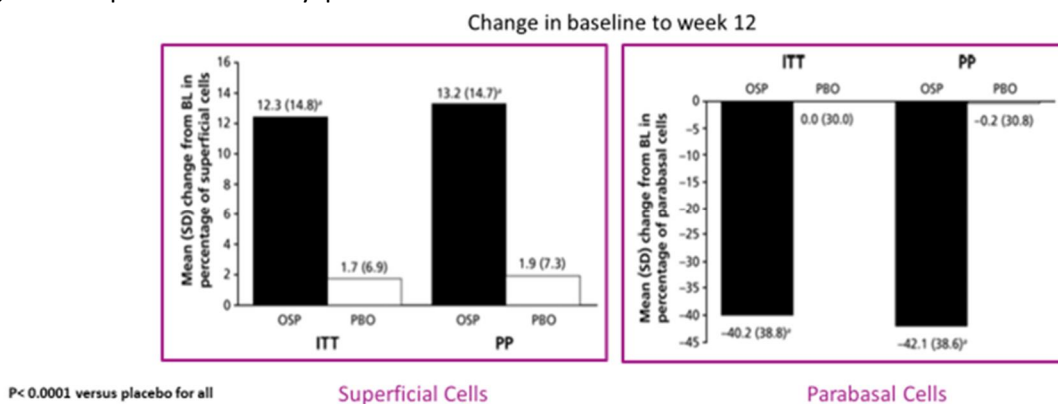 Change in baseline to week 12
Mean (SD) change from BL in
percentage of superficial cells
16
14
12
10
8
6
4
2
0
12.3 (14.8)ᵃ
1.7 (6.9)
13.2 (14.7)ᵃ
1.9 (7.3)
OSP PBO OSP PBO
ITT PP
ITT PP
OSP PBO OSP PBO
Mean (SD) change from BL in
percentage of parabasal cells
0
-5
-10
-15
-20
-25
-30
-35
-40
-45
0.0 (30.0)
-0.2 (30.8)
-40.2 (38.8)ᵃ
-42.1 (38.6)ᵃ
P< 0.0001 versus placebo for all
Superficial Cells
Parabasal Cells